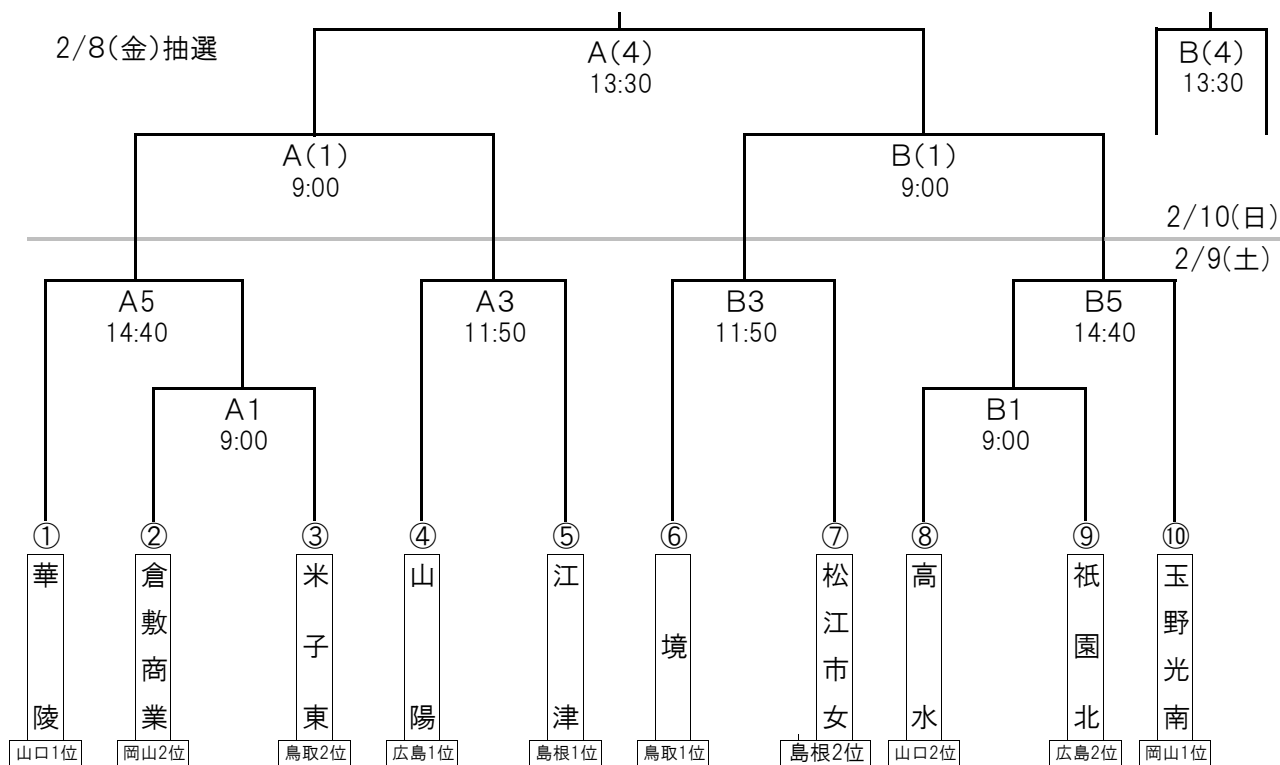 2/8(金)抽選
A(4)
13:30
B(4)
13:30
A(1)
9:00
B(1)
9:00
2/10(日)
2/9(土)
A5
14:40
A3
11:50
B3
11:50
B5
14:40
A1
9:00
B1
9:00
① ② ③ ④ ⑤ ⑥ ⑦ ⑧ ⑨ ⑩
華陵
倉敷商業
米子東
山陽
江津
境
松江市女
高水
祇園北
玉野光南
山口1位
岡山2位
鳥取2位
広島1位
島根1位
鳥取1位
島根2位
山口2位
広島2位
岡山1位